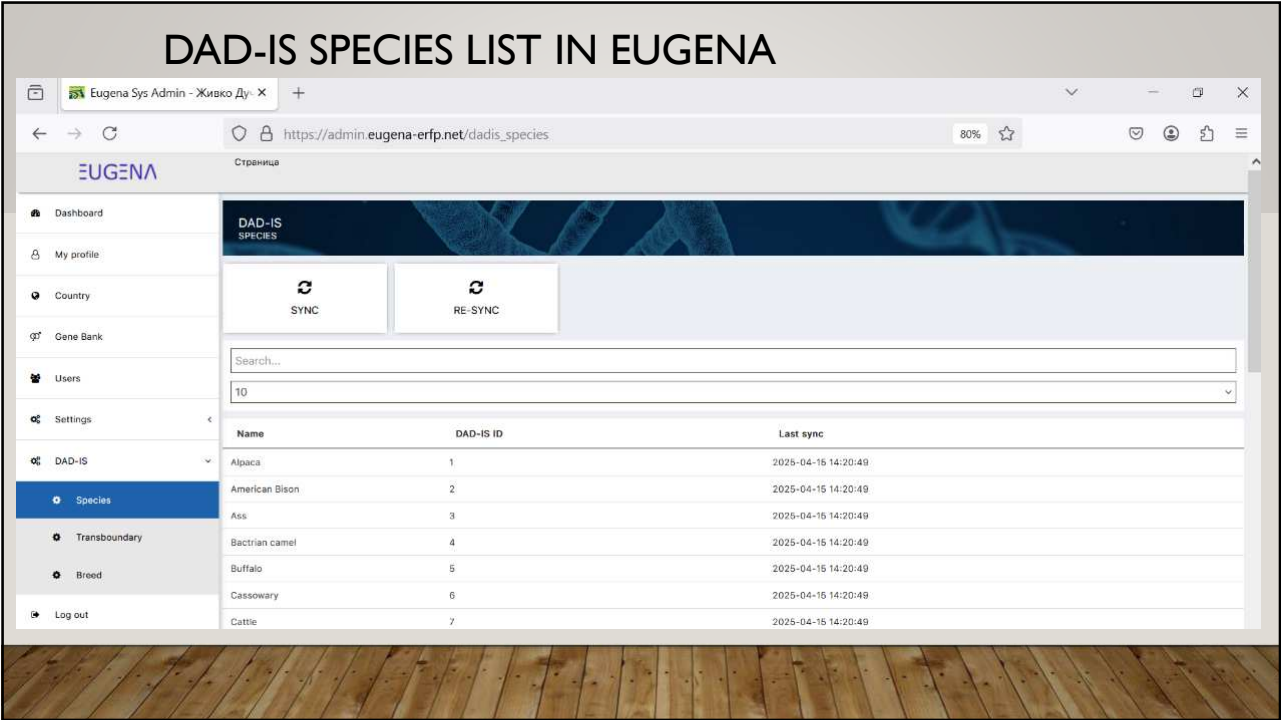 DAD-IS SPECIES LIST IN EUGENA
Eugena Sys Admin - Живко Ду
https://admin.eugena-erfp.net/dadis_species
80%
EUGENA
Страница
Dashboard
My profile
Country
Gene Bank
Users
Settings
DAD-IS
Species
Transboundary
Breed
Log out
DAD-IS
SPECIES
SYNC
RE-SYNC
Search...
10
Name DAD-IS ID Last sync
Alpaca 1 2025-04-15 14:20:49
American Bison 2 2025-04-15 14:20:49
Ass 3 2025-04-15 14:20:49
Bactrian camel 4 2025-04-15 14:20:49
Buffalo 5 2025-04-15 14:20:49
Cassowary 6 2025-04-15 14:20:49
Cattle 7 2025-04-15 14:20:49